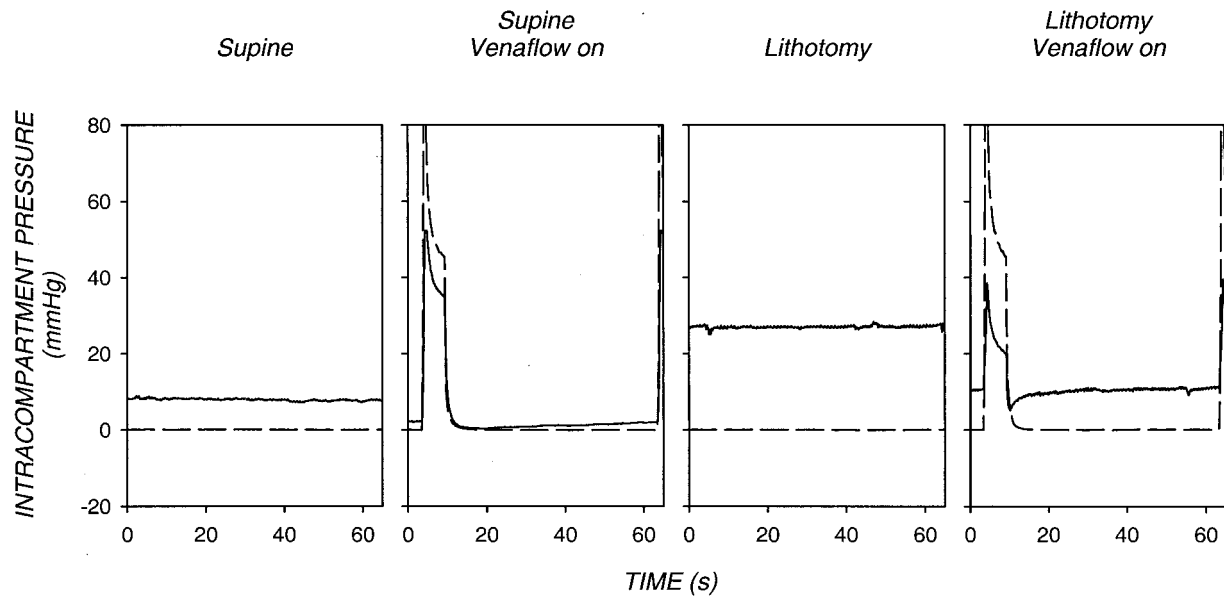 Supine
Supine
Venaflow on
Lithotomy
Lithotomy
Venaflow on
INTRACOMPARTMENT PRESSURE
(mmHg)
80
60
40
20
0
-20
0 20 40 60
0 20 40 60
0 20 40 60
0 20 40 60
TIME (s)